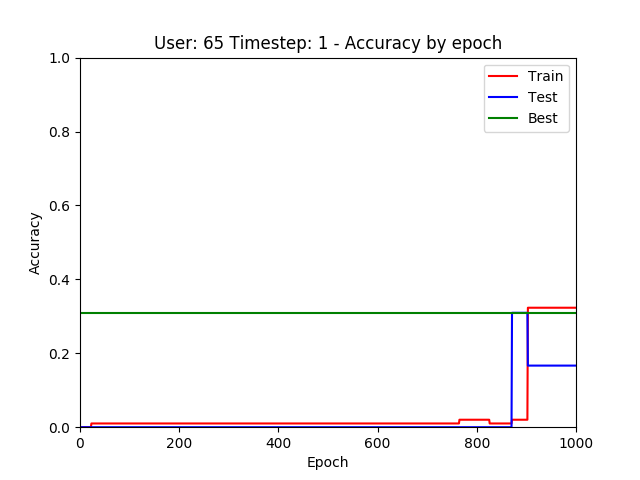 User: 65 Timestep: 1 - Accuracy by epoch
Accuracy
1.0
0.8
0.6
0.4
0.2
0.0
Train
Test
Best
0 200 400 600 800 1000
Epoch